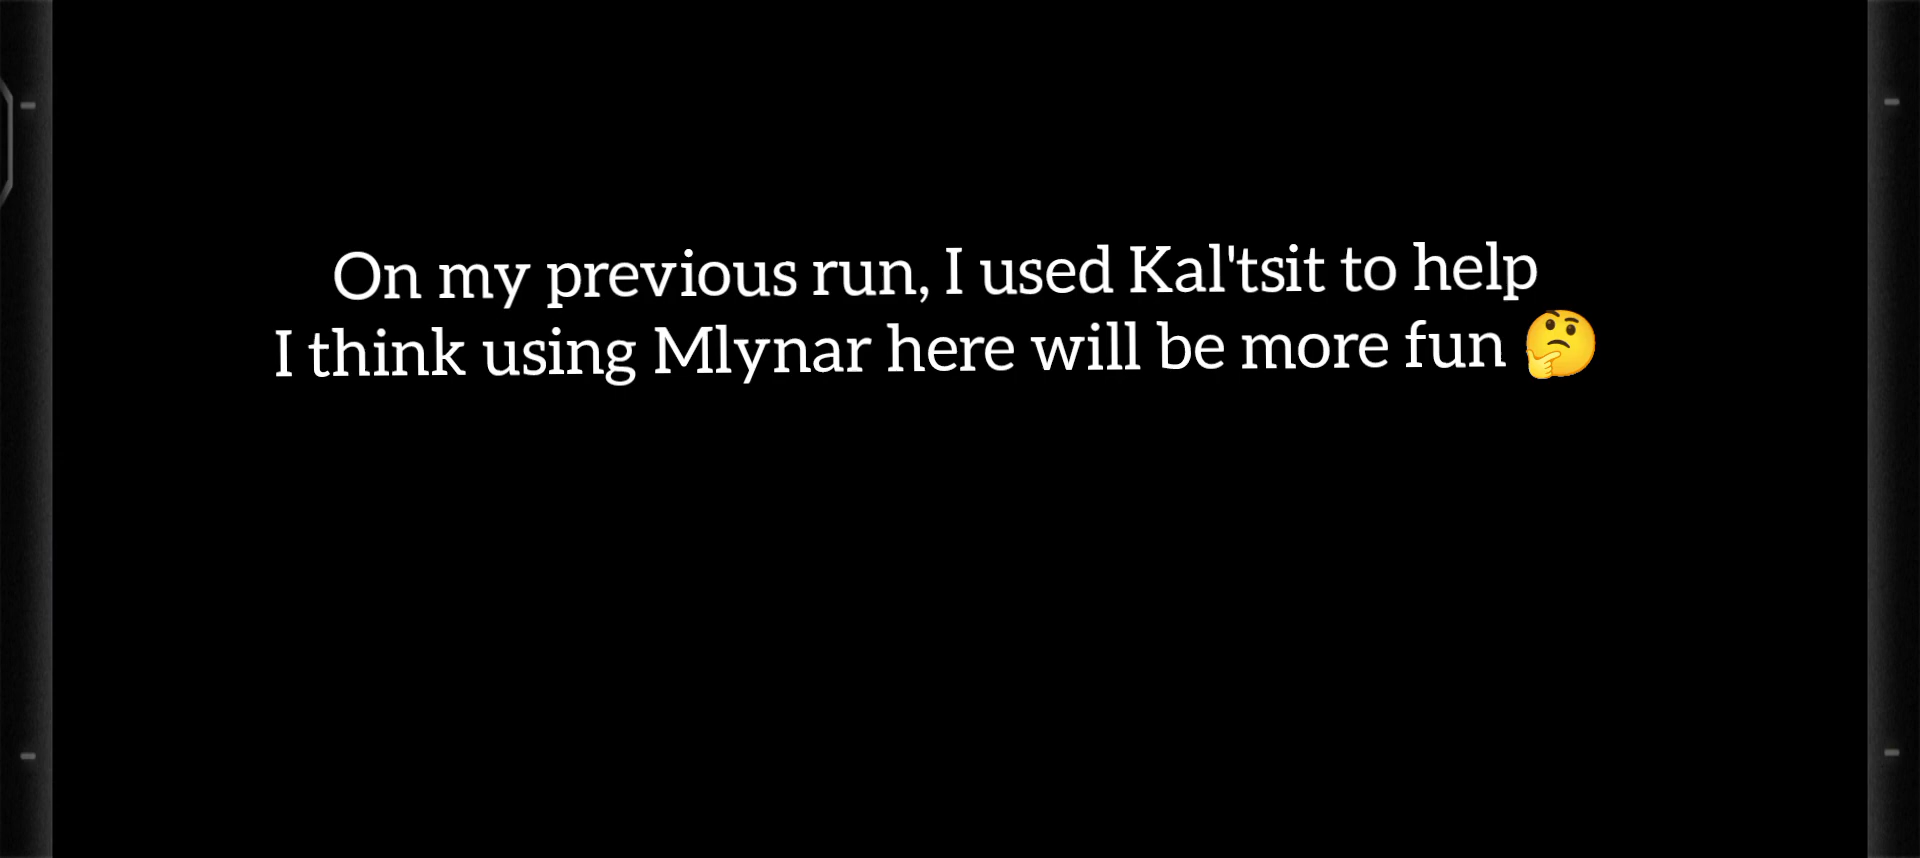 On my previous run, I used Kal'tsit to help
I think using Mlynar here will be more fun 🤔